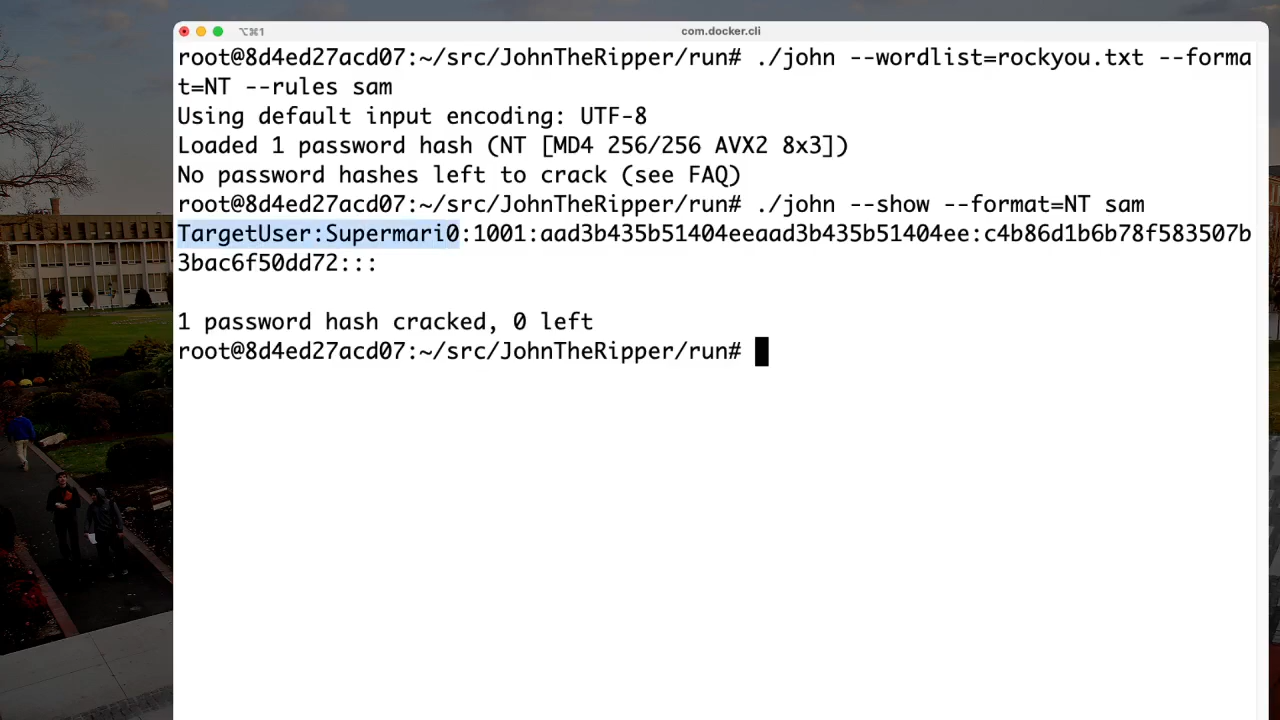 ⌥⌘1
com.docker.cli
root@8d4ed27acd07:~/src/JohnTheRipper/run# ./john --wordlist=rockyou.txt --forma
t=NT --rules sam
Using default input encoding: UTF-8
Loaded 1 password hash (NT [MD4 256/256 AVX2 8x3])
No password hashes left to crack (see FAQ)
root@8d4ed27acd07:~/src/JohnTheRipper/run# ./john --show --format=NT sam
TargetUser:Supermari0:1001:aad3b435b51404eeaad3b435b51404ee:c4b86d1b6b78f583507b
3bac6f50dd72:::
1 password hash cracked, 0 left
root@8d4ed27acd07:~/src/JohnTheRipper/run#